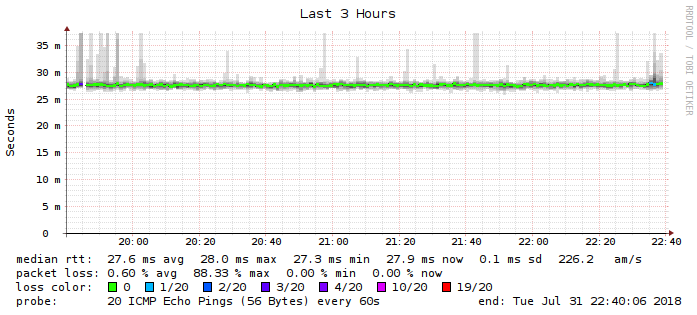 Last 3 Hours
RRDTOOL / TOBI OETIKER
Seconds
35 m
30 m
25 m
20 m
15 m
10 m
5 m
0
20:00 20:20 20:40 21:00 21:20 21:40 22:00 22:20 22:40
median rtt: 27.6 ms avg 28.0 ms max 27.3 ms min 27.9 ms now 0.1 ms sd 226.2 am/s
packet loss: 0.60 % avg 88.33 % max 0.00 % min 0.00 % now
loss color: 0 1/20 2/20 3/20 4/20 10/20 19/20
probe: 20 ICMP Echo Pings (56 Bytes) every 60s end: Tue Jul 31 22:40:06 2018